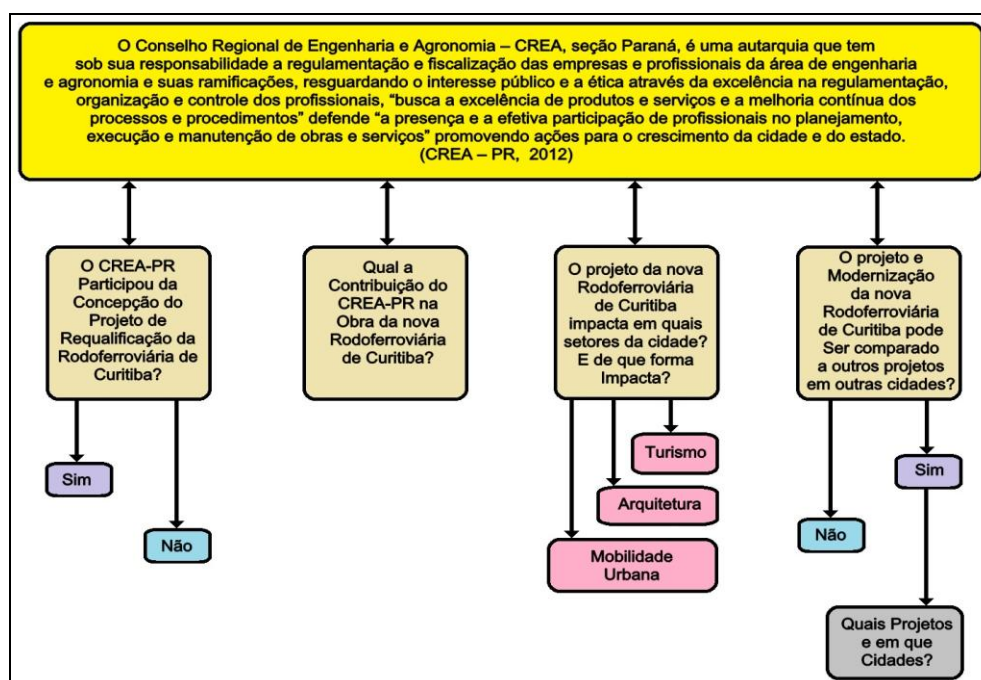 O Conselho Regional de Engenharia e Agronomia – CREA, seção Paraná, é uma autarquia que tem
sob sua responsabilidade a regulamentação e fiscalização das empresas e profissionais da área de engenharia
e agronomia e suas ramificações, resguardando o interesse público e a ética através da excelência na regulamentação,
organização e controle dos profissionais, “busca a excelência de produtos e serviços e a melhoria contínua dos
processos e procedimentos” defende “a presença e a efetiva participação de profissionais no planejamento,
execução e manutenção de obras e serviços” promovendo ações para o crescimento da cidade e do estado.
(CREA – PR, 2012)
O CREA-PR
Participou da
Concepção do
Projeto de
Requalificação da
Rodoferroviária de
Curitiba?
Sim
Não
Qual a
Contribuição do
CREA-PR na
Obra da nova
Rodoferroviária
de Curitiba?
O projeto da nova
Rodoferroviária
de Curitiba
impacta em quais
setores da cidade?
E de que forma
Impacta?
Turismo
Arquitetura
Mobilidade
Urbana
O projeto e
Modernização
da nova
Rodoferroviária
de Curitiba pode
Ser comparado
a outros projetos
em outras cidades?
Sim
Não
Quais Projetos
e em que
Cidades?